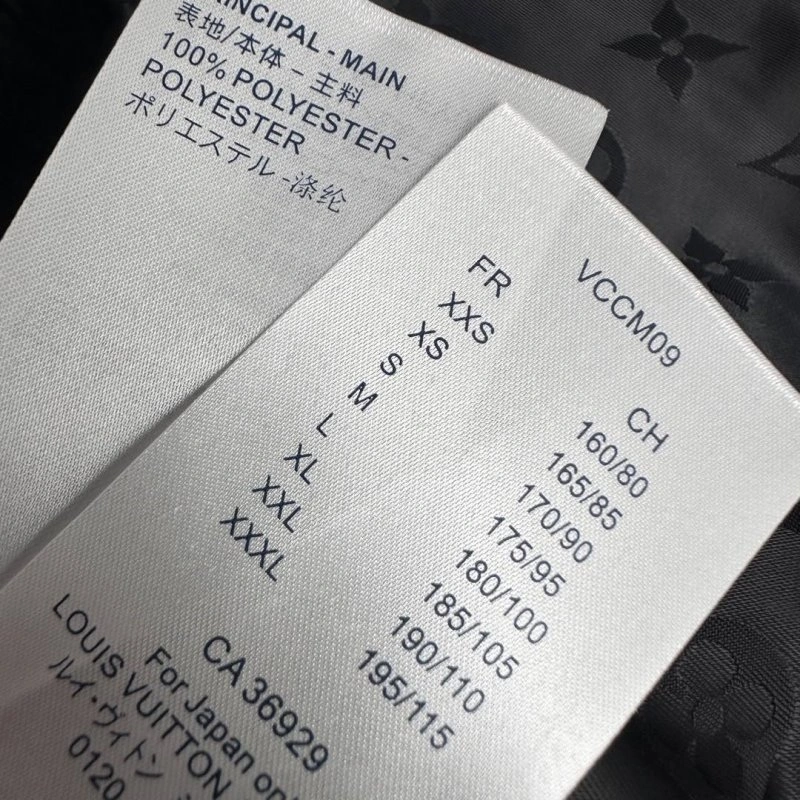 PRINCIPAL - MAIN
表地/本体 – 主料
100% POLYESTER -
POLYESTER
ポリエステル -涤纶
VCCM09
FR CH
XXS 160/80
XS 165/85
S 170/90
M 175/95
L 180/100
XL 185/105
XXL 190/110
XXXL 195/115
CA 36929
For Japan
LOUIS VUITTON
ルイ・ヴィトン
0120